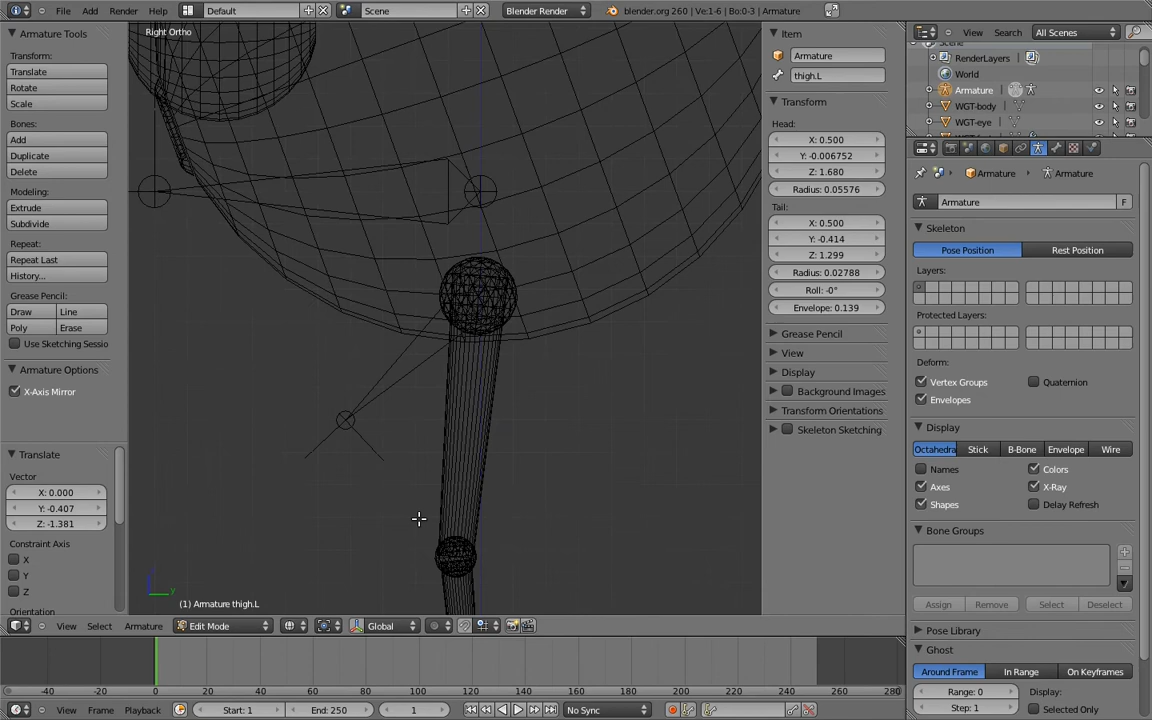 File Add Render Help Default Scene Blender Render blender.org 260 | Ve:1-6 | Bo:0-3 | Armature
Armature Tools
Transform:
Translate
Rotate
Scale
Bones:
Add
Duplicate
Delete
Modeling:
Extrude
Subdivide
Repeat:
Repeat Last
History...
Grease Pencil:
Draw Line
Poly Erase
Use Sketching Sessio
Armature Options
X-Axis Mirror
Translate
Vector
X: 0.000
Y: -0.407
Z: -1.381
Constraint Axis
X
Y
Z
Orientation
Right Ortho
y
(1) Armature thigh.L
View Select Armature Edit Mode Global
Item
Armature
thigh.L
Transform
Head:
X: 0.500
Y: -0.006752
Z: 1.680
Radius: 0.05576
Tail:
X: 0.500
Y: -0.414
Z: 1.299
Radius: 0.02788
Roll: -0°
Envelope: 0.139
Grease Pencil
View
Display
Background Images
Transform Orientations
Skeleton Sketching
View Search All Scenes
Scene
RenderLayers
World
Armature
WGT-body
WGT-eye
Armature Armature
Armature F
Skeleton
Pose Position Rest Position
Layers:
Protected Layers:
Deform:
Vertex Groups Quaternion
Envelopes
Display
Octahedra Stick B-Bone Envelope Wire
Names Colors
Axes X-Ray
Shapes Delay Refresh
Bone Groups
Assign Remove Select Deselect
Pose Library
Ghost
Around Frame In Range On Keyframes
Range: 0 Display:
Step: 1 Selected Only
-40 -20 0 20 40 60 80 100 120 140 160 180 200 220 240 260 280
View Frame Playback Start: 1 End: 250 1 No Sync